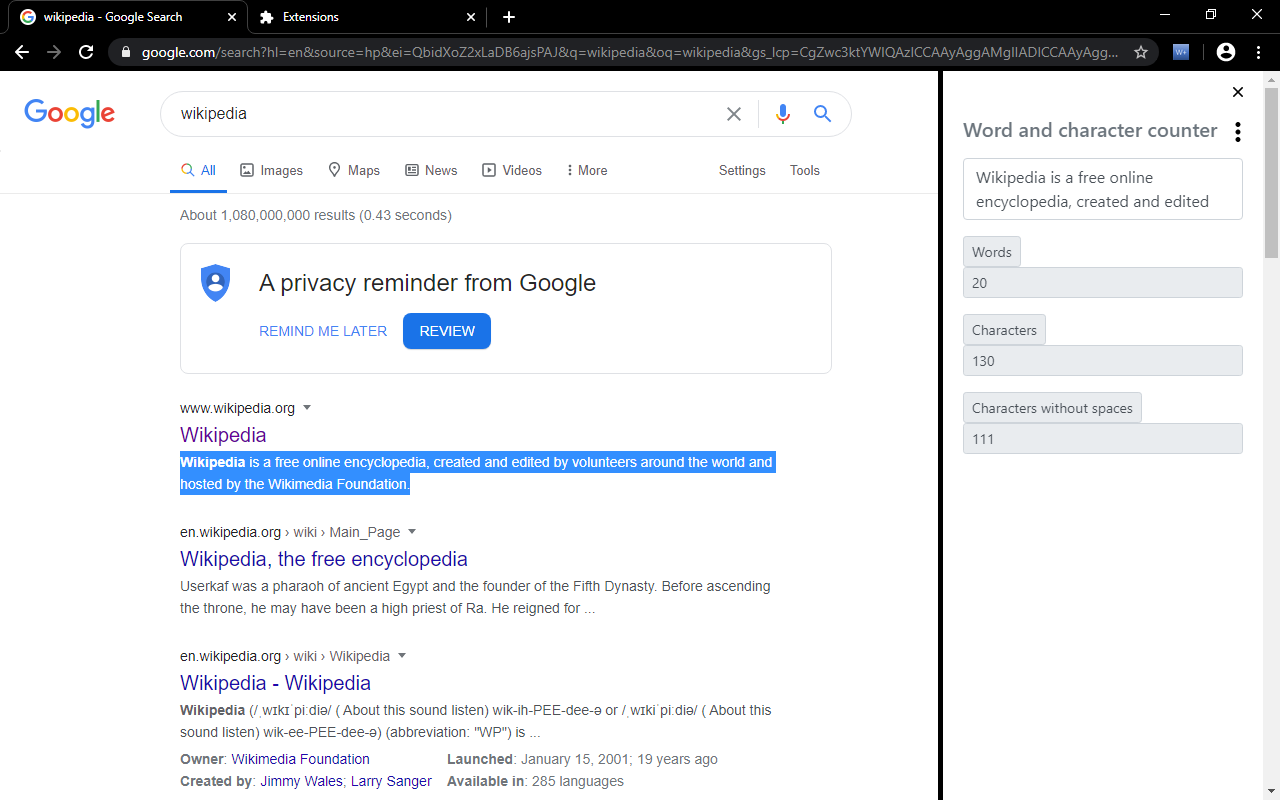 wikipedia - Google Search
Extensions
google.com/search?hl=en&source=hp&ei=QbidXoZ2xLaDB6ajsPAJ&q=wikipedia&oq=wikipedia&gs_lcp=CgZwc3ktYWIQAzICCAAyAggAMgIIADICCAAyAgg...
Google
wikipedia
All Images Maps News Videos More Settings Tools
About 1,080,000,000 results (0.43 seconds)
A privacy reminder from Google
REMIND ME LATER REVIEW
www.wikipedia.org
Wikipedia
Wikipedia is a free online encyclopedia, created and edited by volunteers around the world and
hosted by the Wikimedia Foundation.
en.wikipedia.org › wiki › Main_Page
Wikipedia, the free encyclopedia
Userkaf was a pharaoh of ancient Egypt and the founder of the Fifth Dynasty. Before ascending
the throne, he may have been a high priest of Ra. He reigned for ...
en.wikipedia.org › wiki › Wikipedia
Wikipedia - Wikipedia
Wikipedia (/ˌwɪkɪˈpiːdiə/ ( About this sound listen) wik-ih-PEE-dee-ə or /ˌwɪkiˈpiːdiə/ ( About this
sound listen) wik-ee-PEE-dee-ə) (abbreviation: "WP") is ...
Owner: Wikimedia Foundation Launched: January 15, 2001; 19 years ago
Created by: Jimmy Wales; Larry Sanger Available in: 285 languages
Word and character counter
Wikipedia is a free online
encyclopedia, created and edited
Words
20
Characters
130
Characters without spaces
111